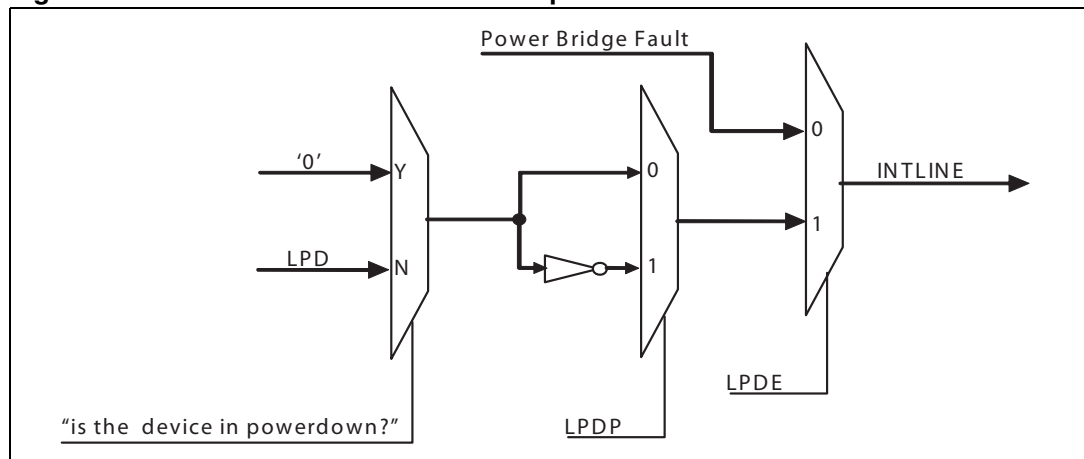 Power Bridge Fault
0
'0'
Y
0
INTLINE
1
LPD
N
1
LPDE
"is the device in powerdown?"
LPDP